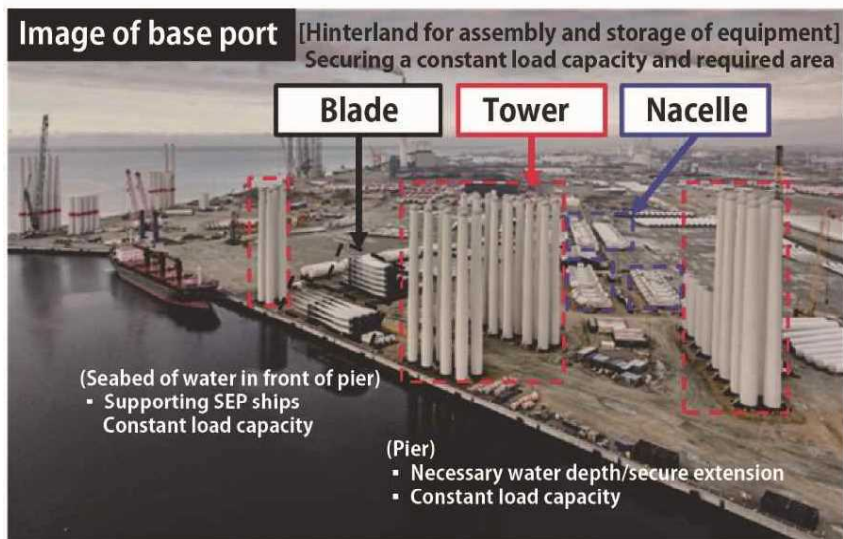 Image of base port
[Hinterland for assembly and storage of equipment]
Securing a constant load capacity and required area
Blade
Tower
Nacelle
(Seabed of water in front of pier)
▪ Supporting SEP ships
Constant load capacity
(Pier)
▪ Necessary water depth/secure extension
▪ Constant load capacity